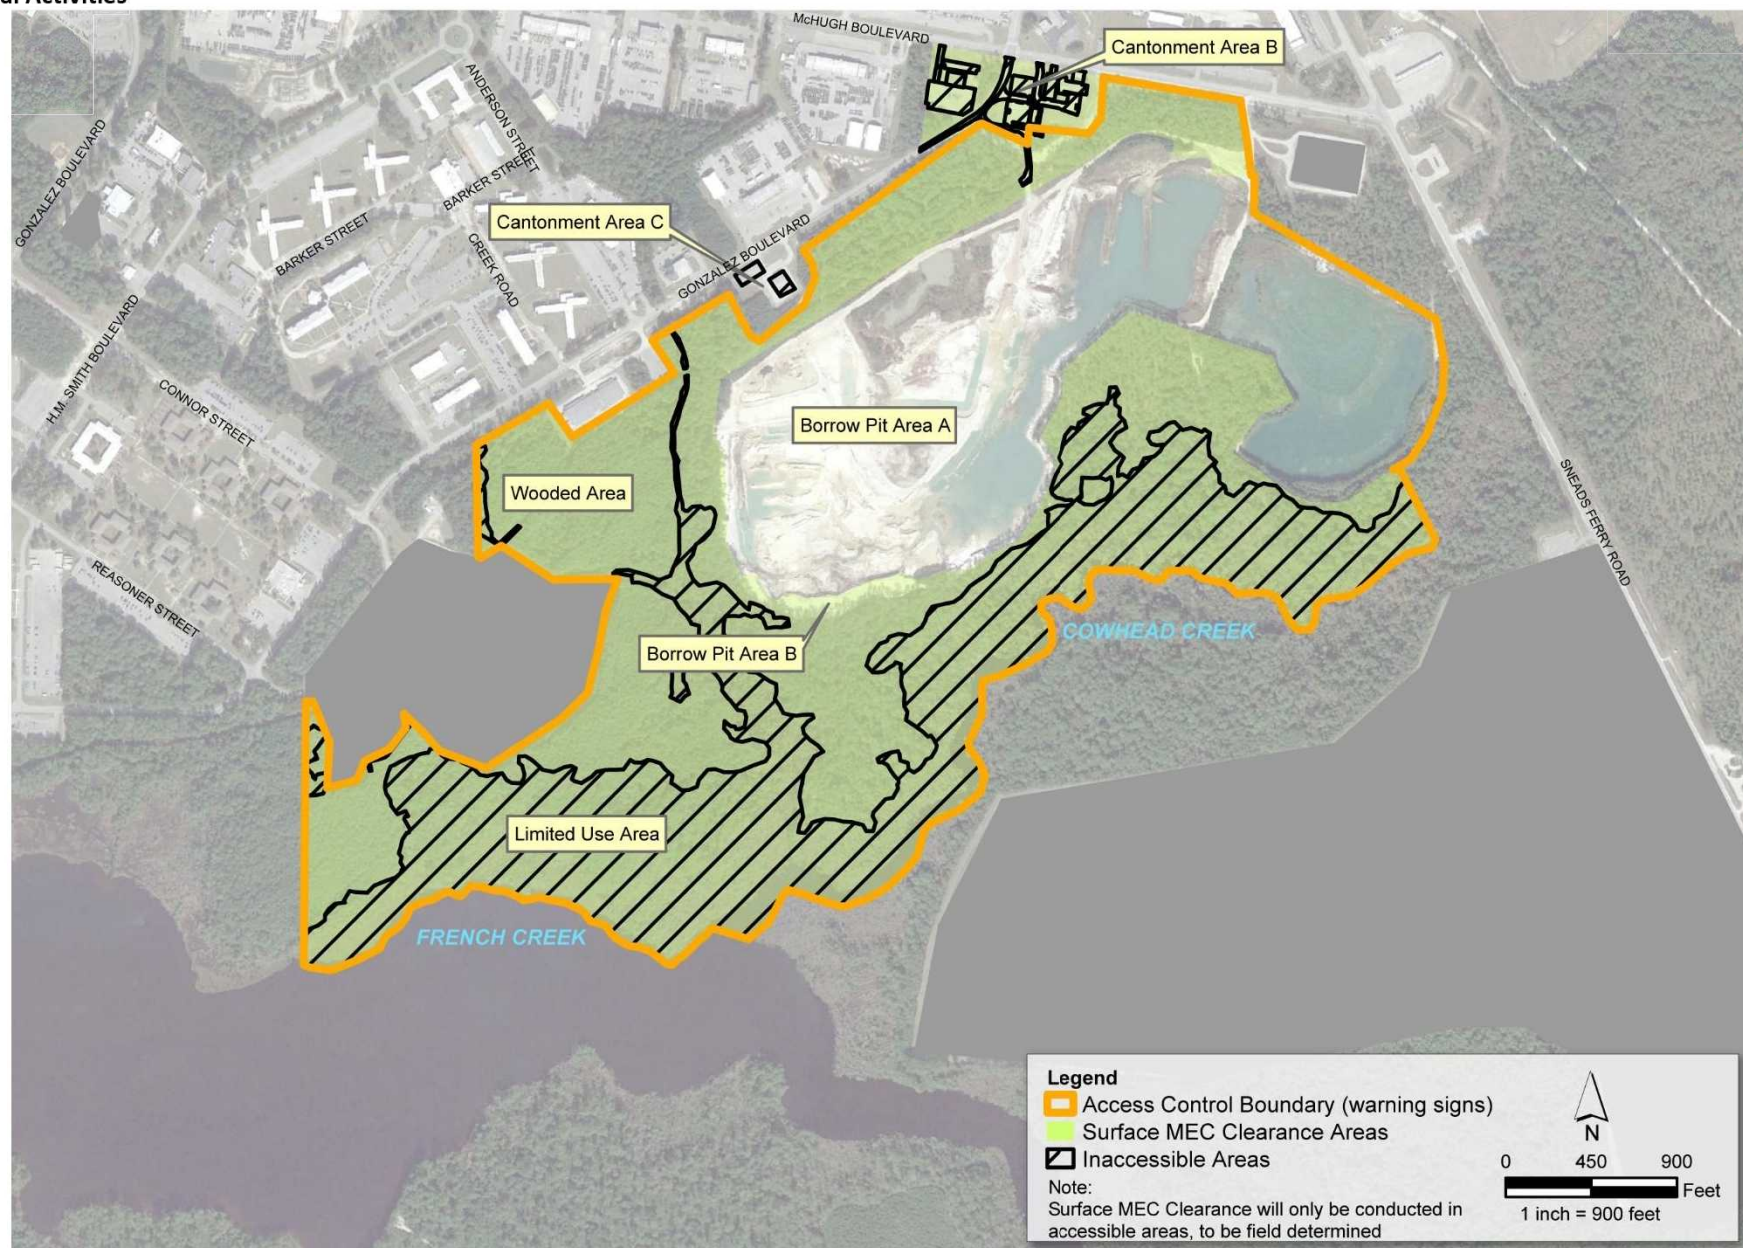 al Activities
McHUGH BOULEVARD
Cantonment Area B
ANDERSON STREET
GONZALEZ BOULEVARD
BARKER STREET
Cantonment Area C
BARKER STREET
CREEK ROAD
GONZALEZ BOULEVARD
H.M. SMITH BOULEVARD
CONNOR STREET
Borrow Pit Area A
Wooded Area
SNEADS FERRY ROAD
REASONER STREET
COWHEAD CREEK
Borrow Pit Area B
Limited Use Area
FRENCH CREEK
Legend
Access Control Boundary (warning signs)
Surface MEC Clearance Areas
Inaccessible Areas
Note:
Surface MEC Clearance will only be conducted in
accessible areas, to be field determined
N
0 450 900
Feet
1 inch = 900 feet